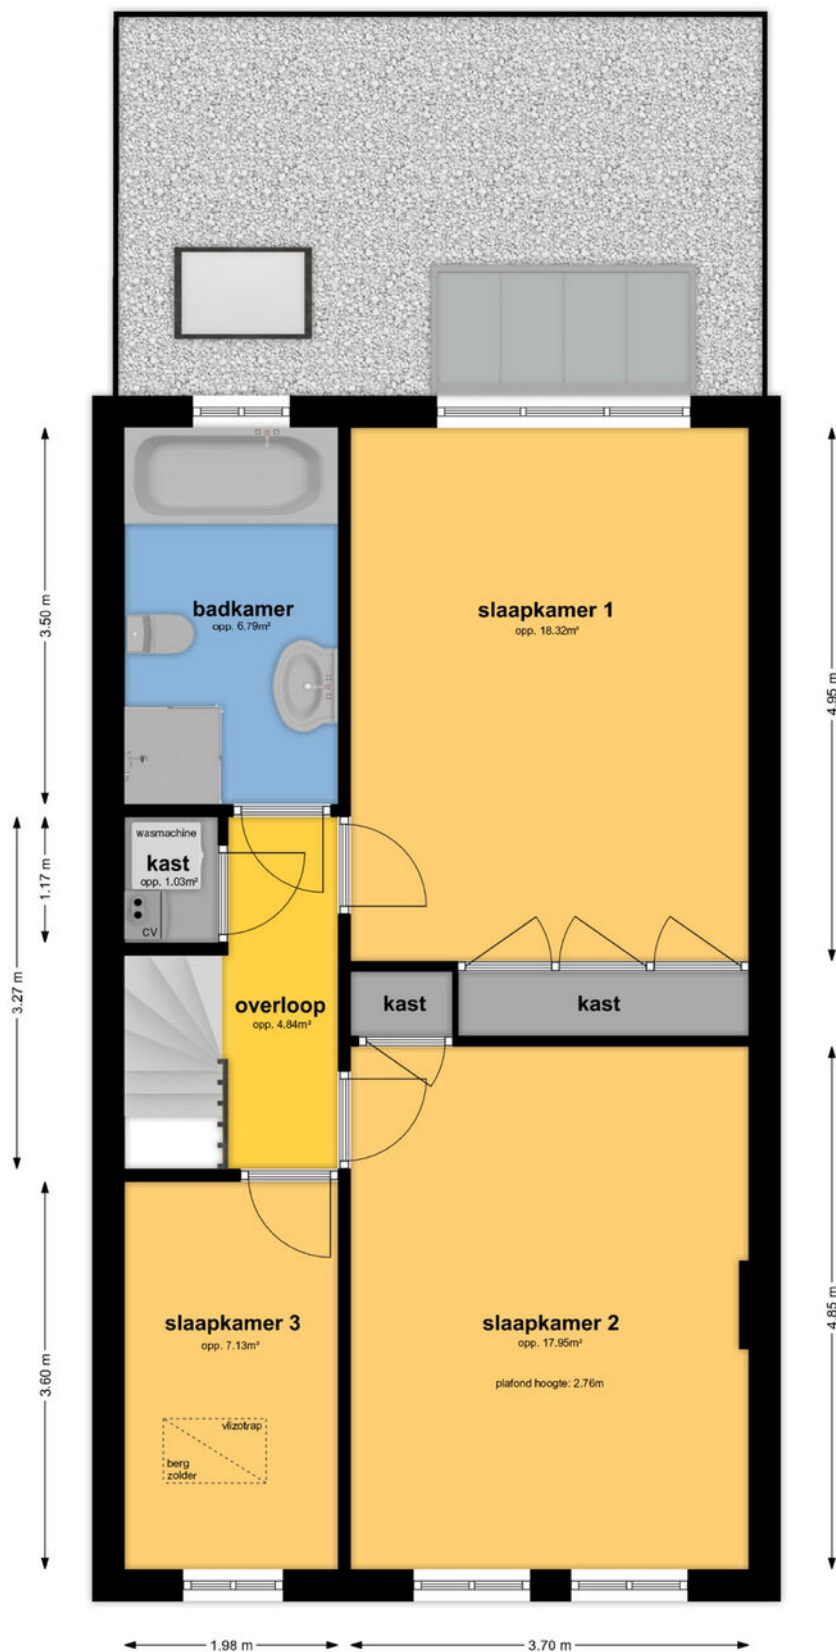 badkamer
opp. 6.79m²
slaapkamer 1
opp. 18.32m²
3.50 m
4.95 m
wasmachine
kast
opp. 1.03m²
CV
1.17 m
3.27 m
overloop
opp. 4.84m²
kast
kast
slaapkamer 3
opp. 7.13m²
vlizotrap
berg
zolder
slaapkamer 2
opp. 17.95m²
plafond hoogte: 2.76m
3.60 m
4.85 m
1.98 m
3.70 m